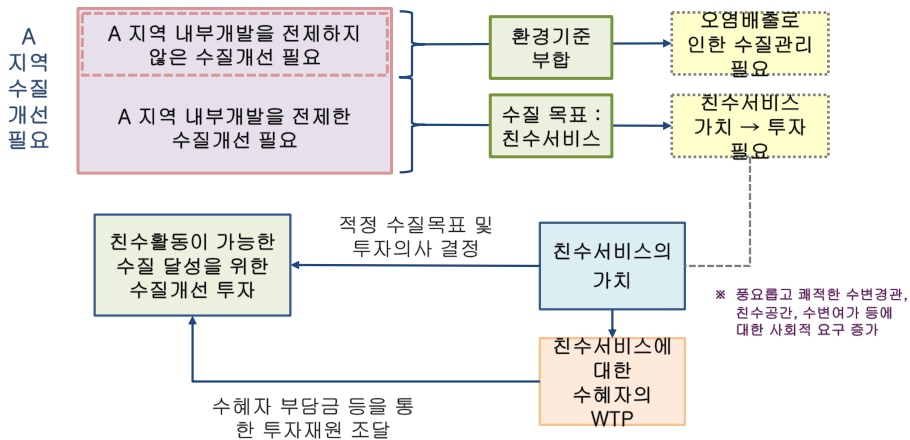 A
지역
수질
개선
필요
A 지역 내부개발을 전제하지
않은 수질개선 필요
A 지역 내부개발을 전제한
수질개선 필요
환경기준
부합
수질 목표 :
친수서비스
오염배출로
인한 수질관리
필요
친수서비스
가치 → 투자
필요
친수활동이 가능한
수질 달성을 위한
수질개선 투자
적정 수질목표 및
투자의사 결정
친수서비스의
가치
※ 풍요롭고 쾌적한 수변경관,
친수공간, 수변여가 등에
대한 사회적 요구 증가
친수서비스에
대한
수혜자의
WTP
수혜자 부담금 등을 통
한 투자재원 조달